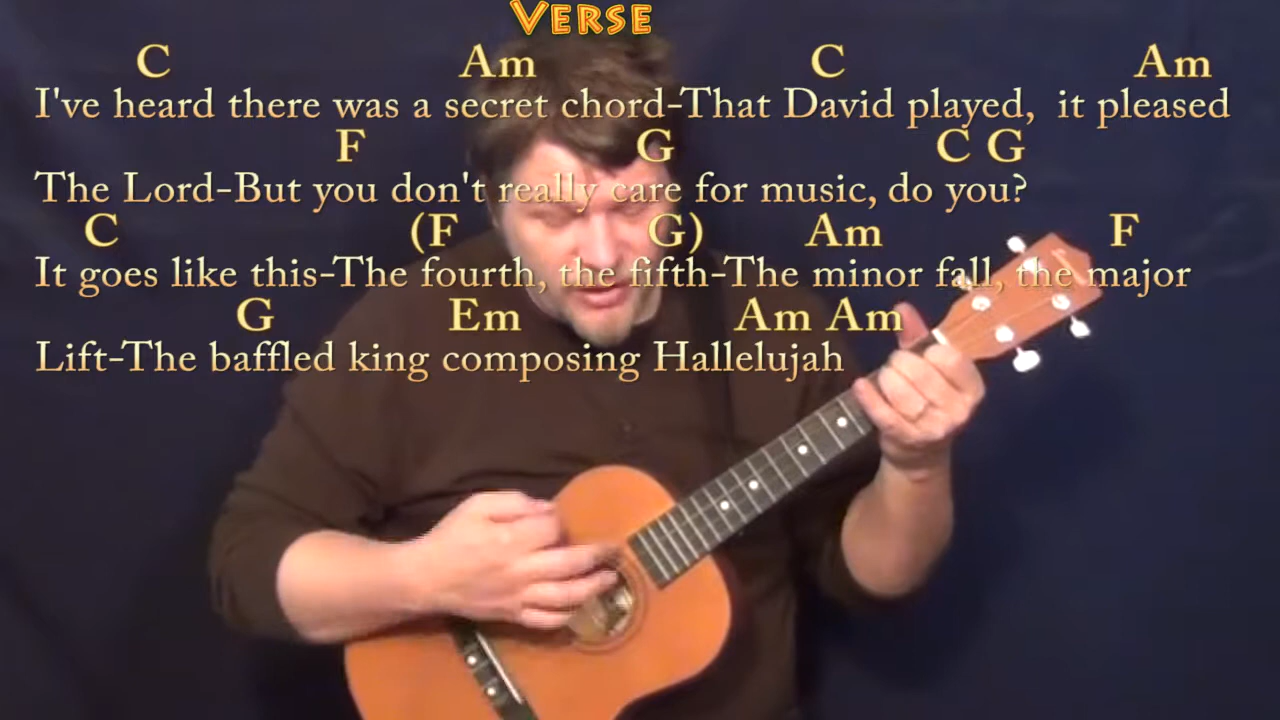 VERSE
C Am C Am
I've heard there was a secret chord-That David played, it pleased
F G C G
The Lord-But you don't really care for music, do you?
C (F G) Am F
It goes like this-The fourth, the fifth-The minor fall, the major
G Em Am Am
Lift-The baffled king composing Hallelujah